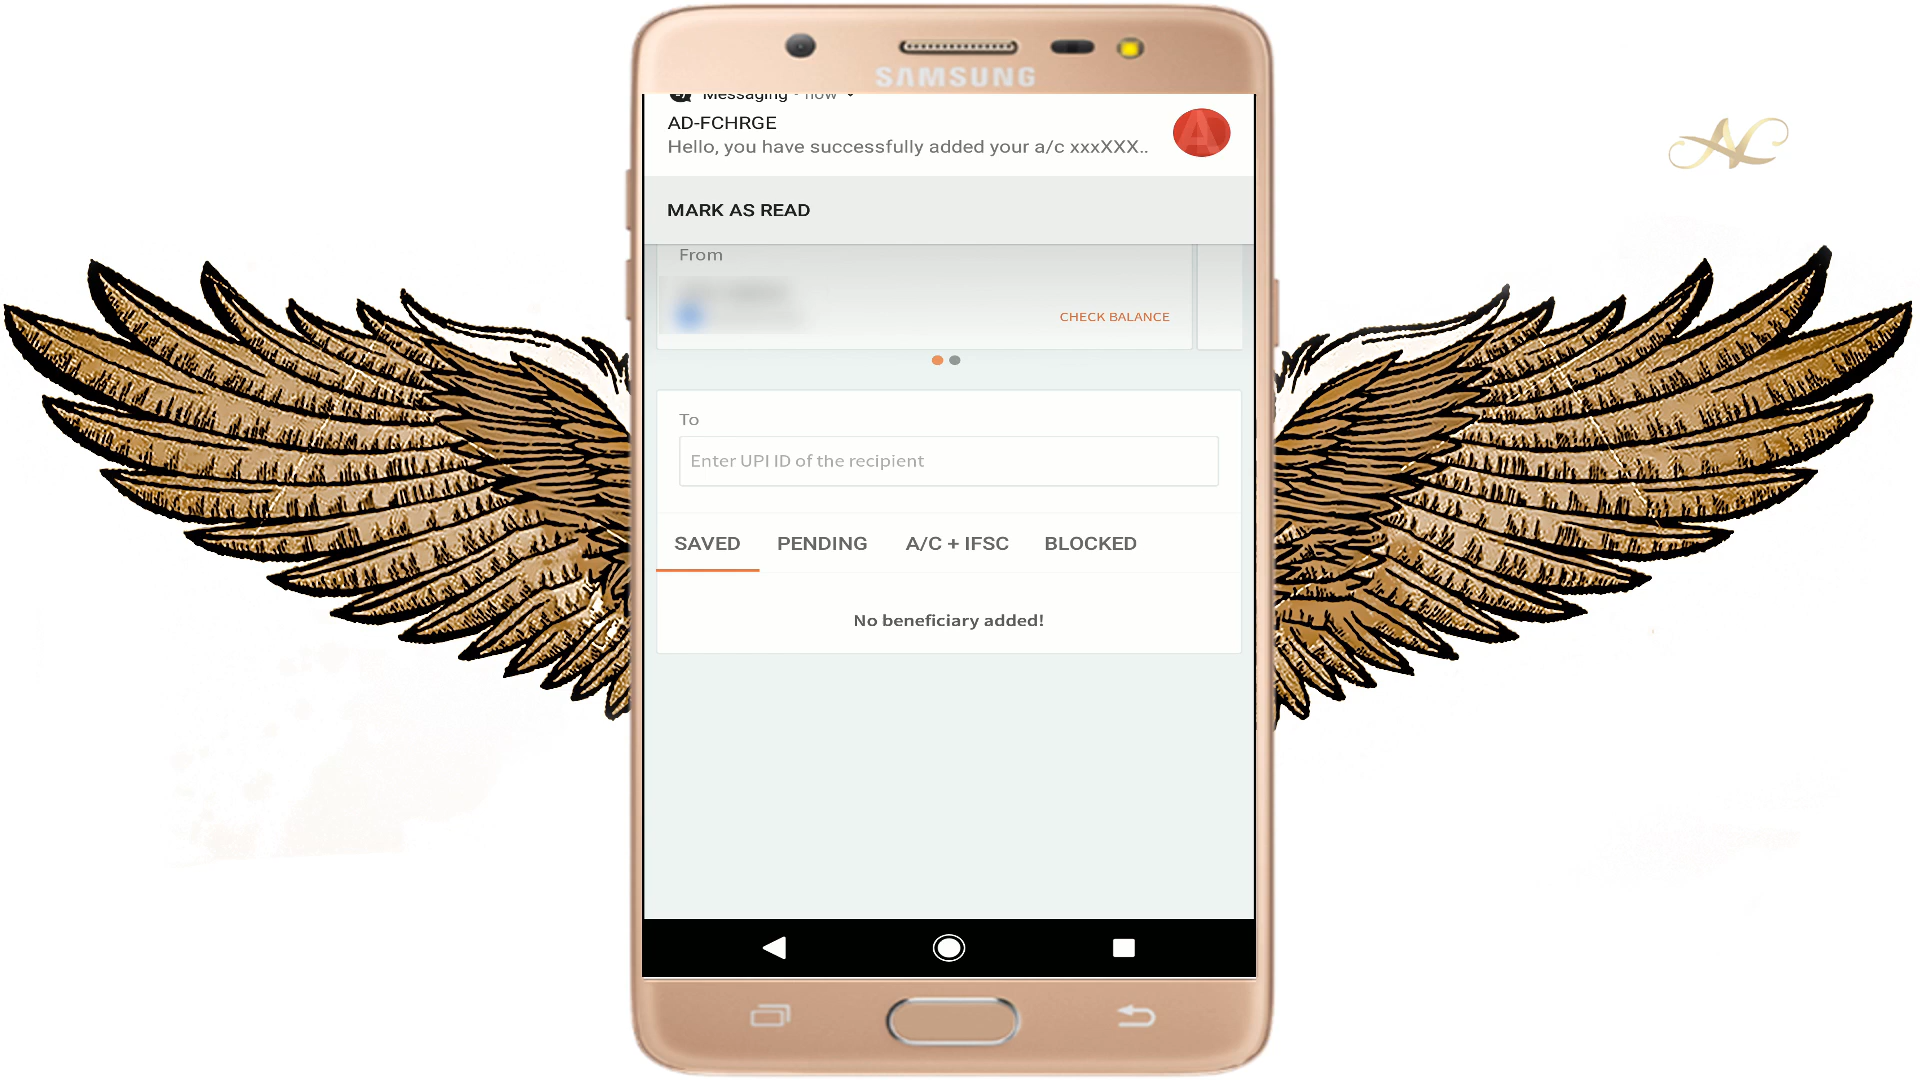 SAMSUNG
Messaging • now
AD-FCHRGE
Hello, you have successfully added your a/c xxxXXX..
MARK AS READ
From
CHECK BALANCE
To
Enter UPI ID of the recipient
SAVED PENDING A/C + IFSC BLOCKED
No beneficiary added!